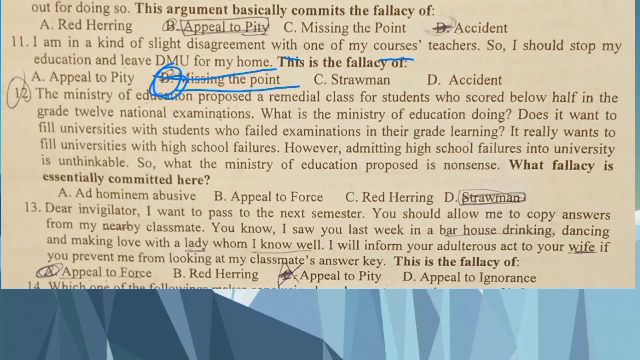 out for doing so. This argument basically commits the fallacy of:
A. Red Herring B. Appeal to Pity C. Missing the Point D. Accident
11. I am in a kind of slight disagreement with one of my courses' teachers. So, I should stop my
education and leave DMU for my home. This is the fallacy of:
A. Appeal to Pity B. Missing the point C. Strawman D. Accident
12. The ministry of education proposed a remedial class for students who scored below half in the
grade twelve national examinations. What is the ministry of education doing? Does it want to
fill universities with students who failed examinations in their grade learning? It really wants to
fill universities with high school failures. However, admitting high school failures into university
is unthinkable. So, what the ministry of education proposed is nonsense. What fallacy is
essentially committed here?
A. Ad hominem abusive B. Appeal to Force C. Red Herring D. Strawman
13. Dear invigilator, I want to pass to the next semester. You should allow me to copy answers
from my nearby classmate. You know, I saw you last week in a bar house drinking, dancing
and making love with a lady whom I know well. I will inform your adulterous act to your wife if
you prevent me from looking at my classmate's answer key. This is the fallacy of:
A. Appeal to Force B. Red Herring C. Appeal to Pity D. Appeal to Ignorance
14. Which one of the following